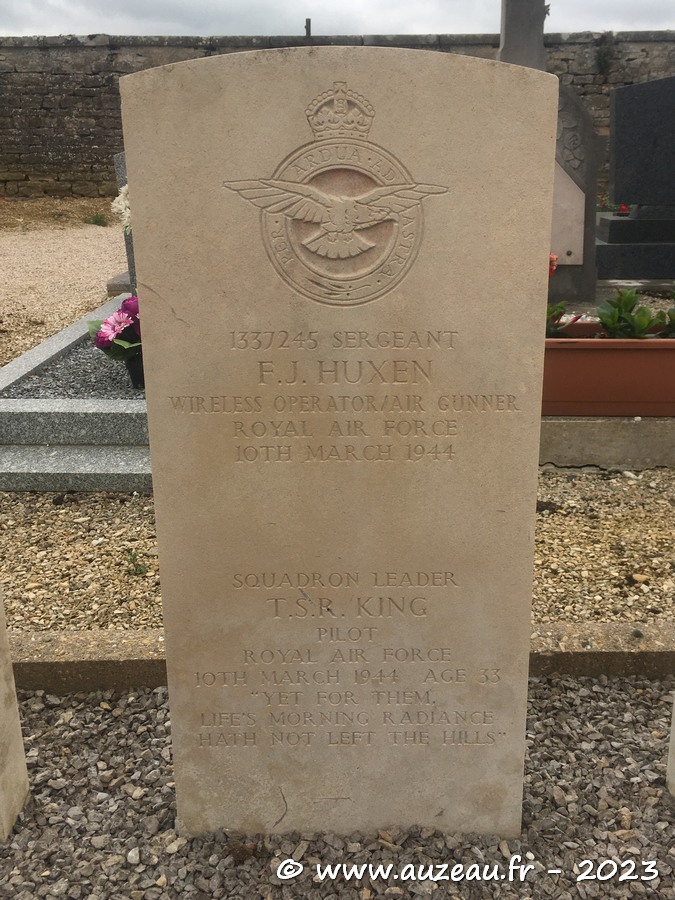 PER · ARDUA · AD ASTRA
1337245 SERGEANT
F.J. HUXEN
WIRELESS OPERATOR/AIR GUNNER
ROYAL AIR FORCE
10TH MARCH 1944
SQUADRON LEADER
T.S.R. KING
PILOT
ROYAL AIR FORCE
10TH MARCH 1944 AGE 33
"YET FOR THEM,
LIFE'S MORNING RADIANCE
HATH NOT LEFT THE HILLS"
© www.auzeau.fr - 2023